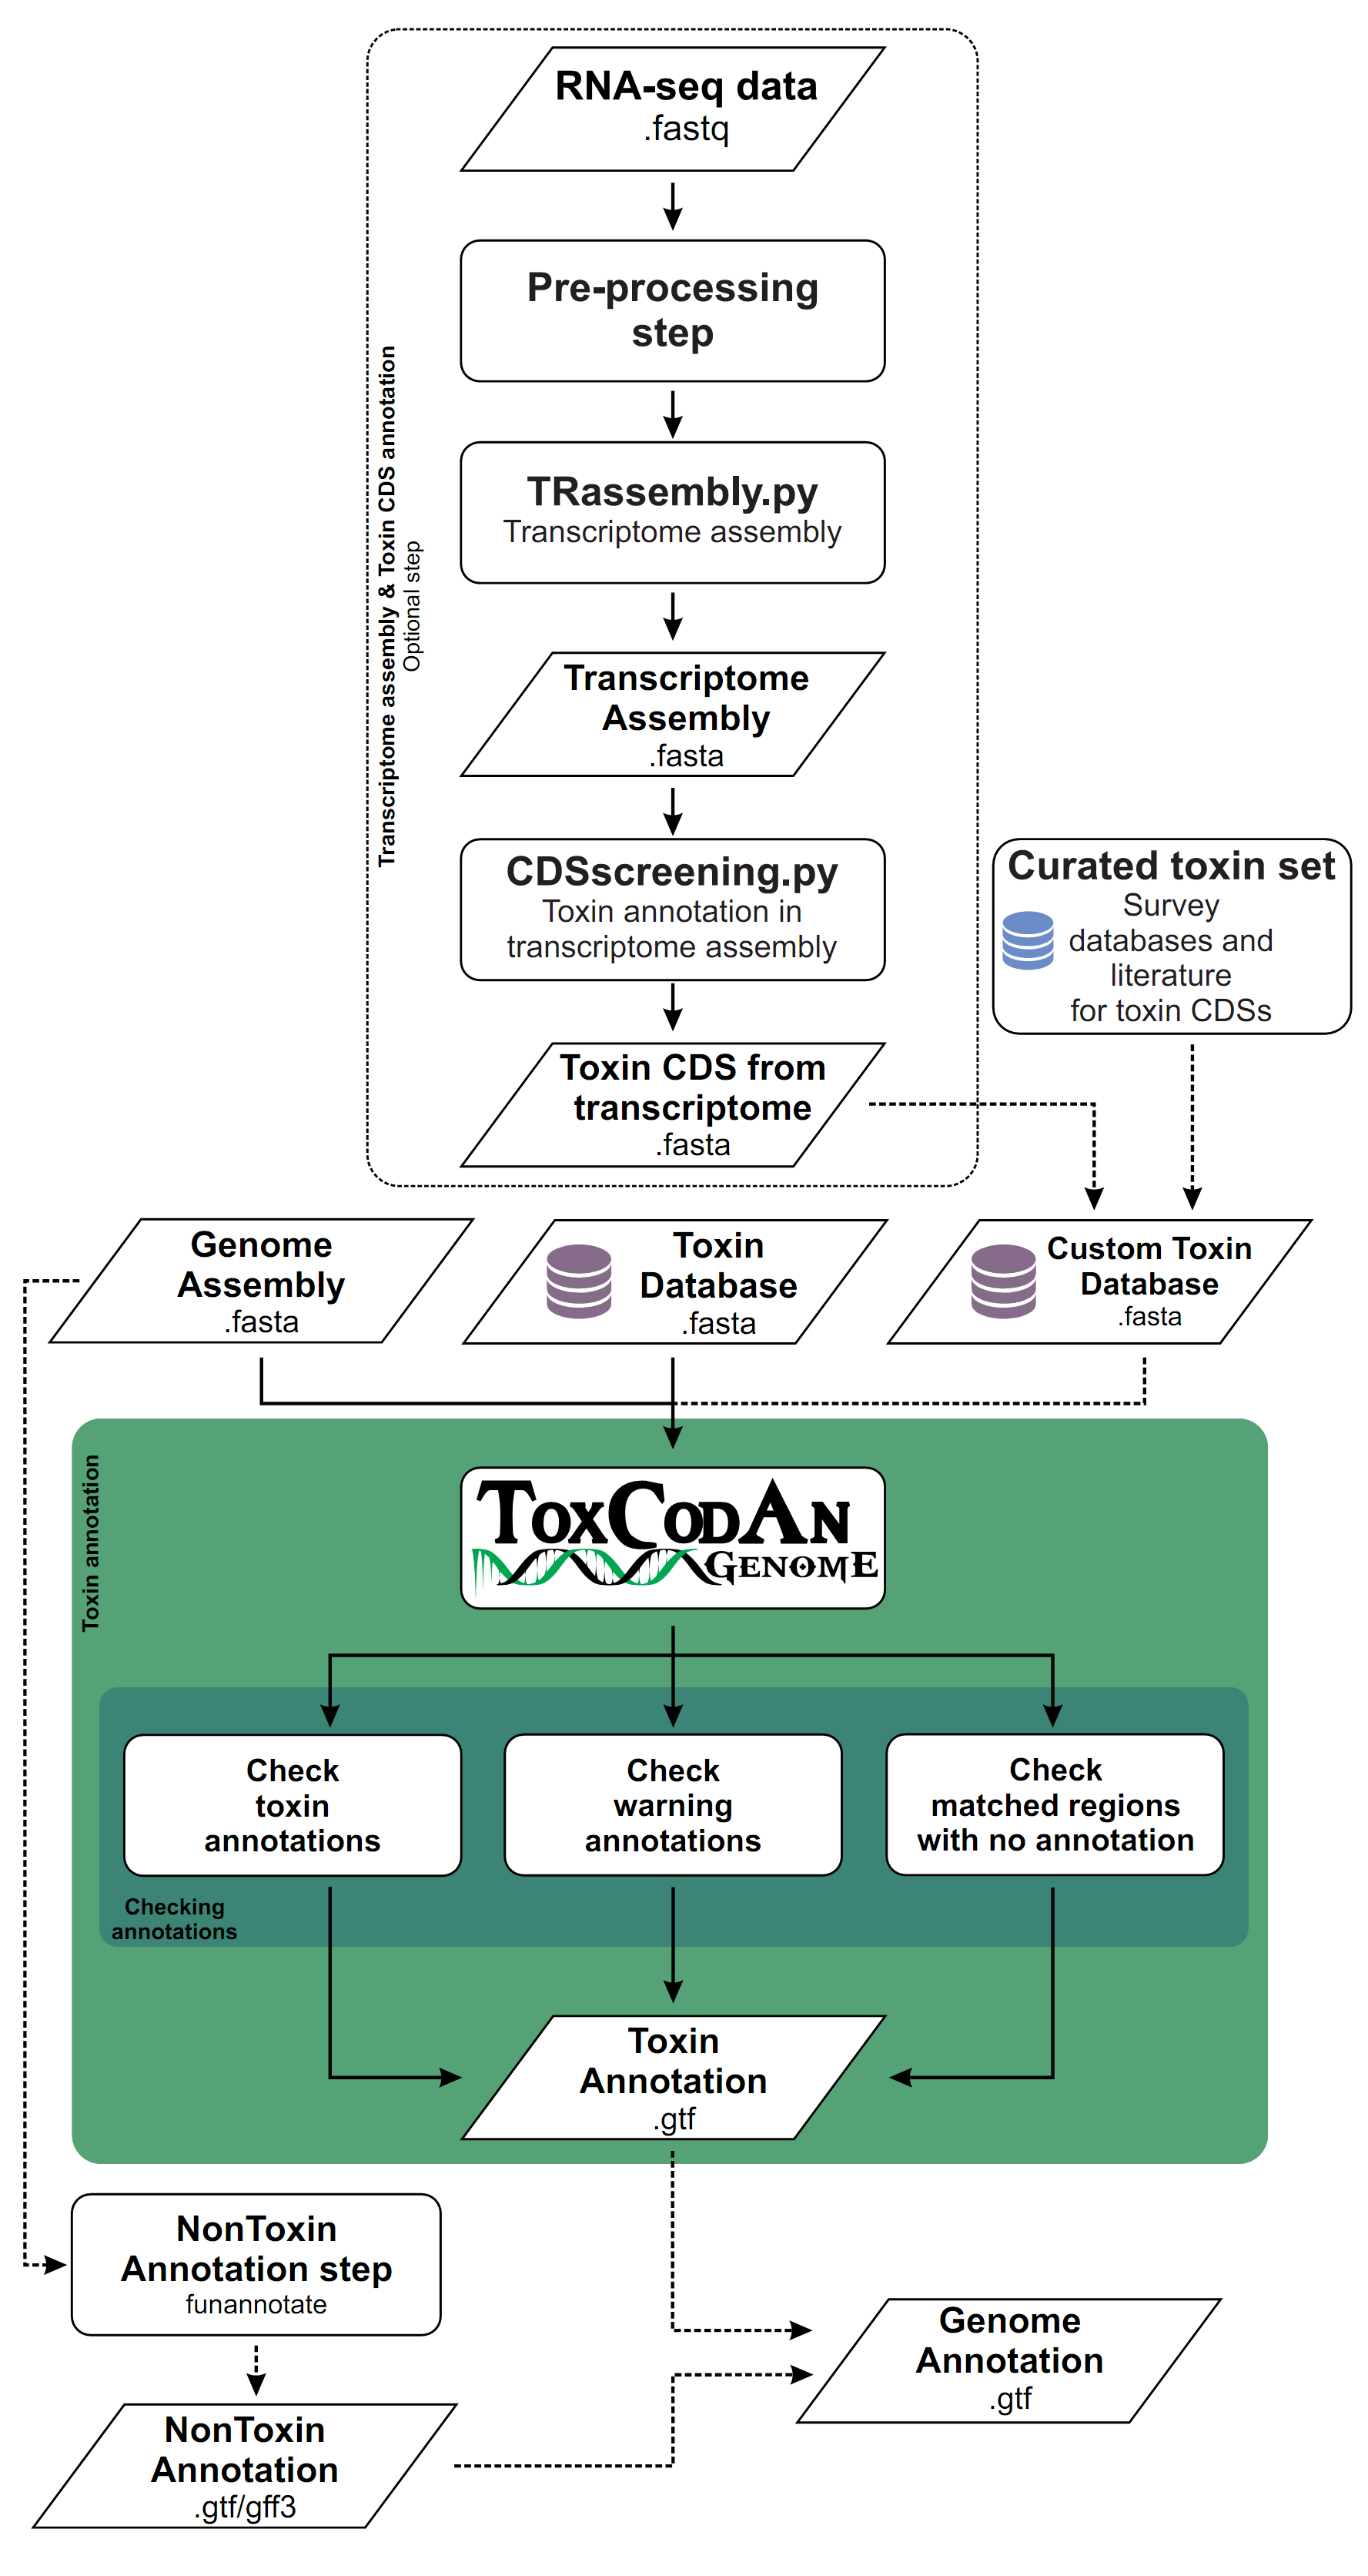 RNA-seq data
.fastq
Pre-processing
step
TRassembly.py
Transcriptome assembly
Transcriptome assembly & Toxin CDS annotation
Optional step
Transcriptome
Assembly
.fasta
CDSscreening.py
Toxin annotation in
transcriptome assembly
Curated toxin set
Survey
databases and
literature
for toxin CDSs
Toxin CDS from
transcriptome
.fasta
Genome
Assembly
.fasta
Toxin
Database
.fasta
Custom Toxin
Database
.fasta
Toxin annotation
ToxCodAn
Genome
Check
toxin
annotations
Check
warning
annotations
Check
matched regions
with no annotation
Checking
annotations
Toxin
Annotation
.gtf
NonToxin
Annotation step
funannotate
Genome
Annotation
.gtf
NonToxin
Annotation
.gtf/gff3